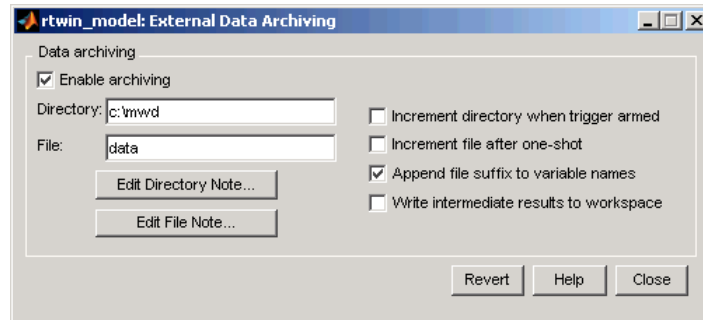 rtwin_model: External Data Archiving
Data archiving
Enable archiving
Directory: c:\mwd
File: data
Edit Directory Note...
Edit File Note...
Increment directory when trigger armed
Increment file after one-shot
Append file suffix to variable names
Write intermediate results to workspace
Revert Help Close